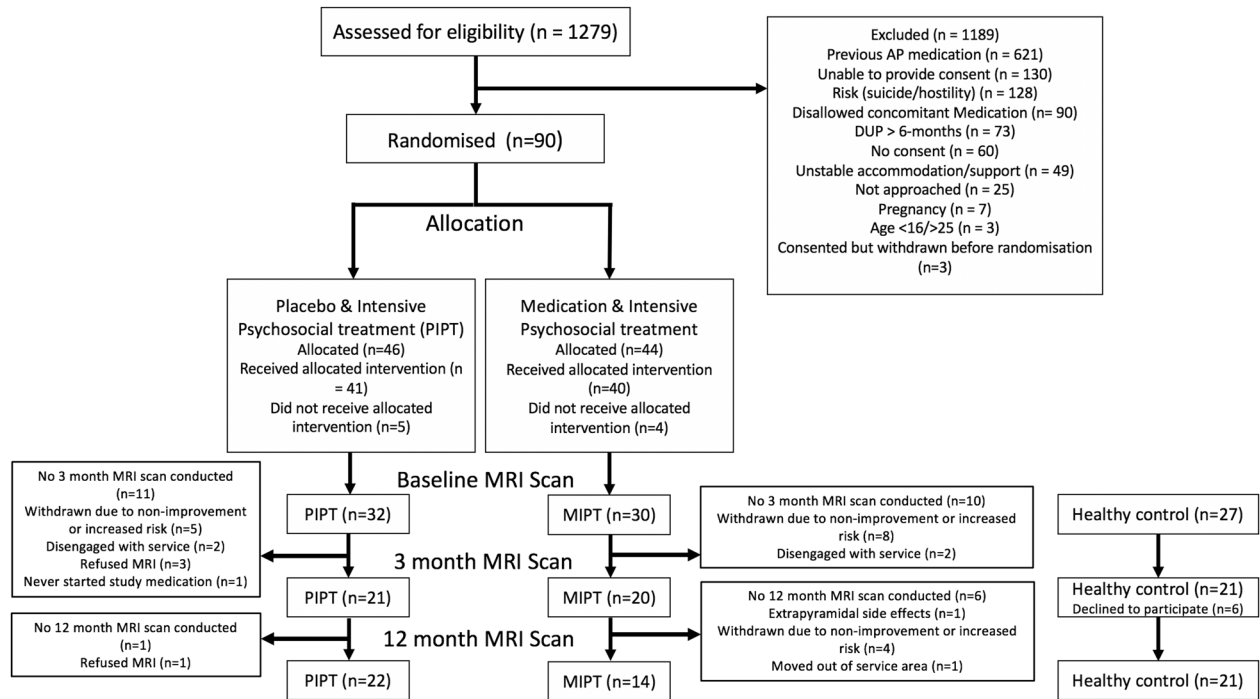 Assessed for eligibility (n = 1279)
Excluded (n = 1189)
Previous AP medication (n = 621)
Unable to provide consent (n = 130)
Risk (suicide/hostility) (n = 128)
Disallowed concomitant Medication (n= 90)
DUP > 6-months (n = 73)
No consent (n = 60)
Unstable accommodation/support (n = 49)
Not approached (n = 25)
Pregnancy (n = 7)
Age <16/>25 (n = 3)
Consented but withdrawn before randomisation
(n=3)
Randomised (n=90)
Allocation
Placebo & Intensive
Psychosocial treatment (PIPT)
Allocated (n=46)
Received allocated intervention (n
= 41)
Did not receive allocated
intervention (n=5)
Medication & Intensive
Psychosocial treatment
Allocated (n=44)
Received allocated intervention
(n=40)
Did not receive allocated
intervention (n=4)
Baseline MRI Scan
PIPT (n=32)
MIPT (n=30)
Healthy control (n=27)
No 3 month MRI scan conducted
(n=11)
Withdrawn due to non-improvement
or increased risk (n=5)
Disengaged with service (n=2)
Refused MRI (n=3)
Never started study medication (n=1)
No 3 month MRI scan conducted (n=10)
Withdrawn due to non-improvement or increased
risk (n=8)
Disengaged with service (n=2)
3 month MRI Scan
PIPT (n=21)
MIPT (n=20)
Healthy control (n=21)
Declined to participate (n=6)
No 12 month MRI scan conducted
(n=1)
Refused MRI (n=1)
No 12 month MRI scan conducted (n=6)
Extrapyramidal side effects (n=1)
Withdrawn due to non-improvement or increased
risk (n=4)
Moved out of service area (n=1)
12 month MRI Scan
PIPT (n=22)
MIPT (n=14)
Healthy control (n=21)